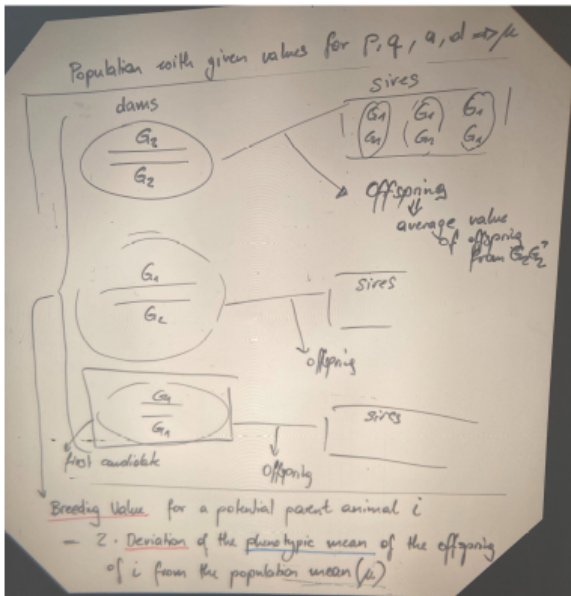 Population with given values for p, q, a, d => μ
dams
sires
G2
G2
G1 G1 G1
G1 G1 G1
Offspring
average value
of offspring
from G2G2
G1
G2
sires
offspring
G1
G1
sires
first candidate
offspring
Breeding Value for a potential parent animal i
= 2 · Deviation of the phenotypic mean of the offspring
of i from the population mean (μ)